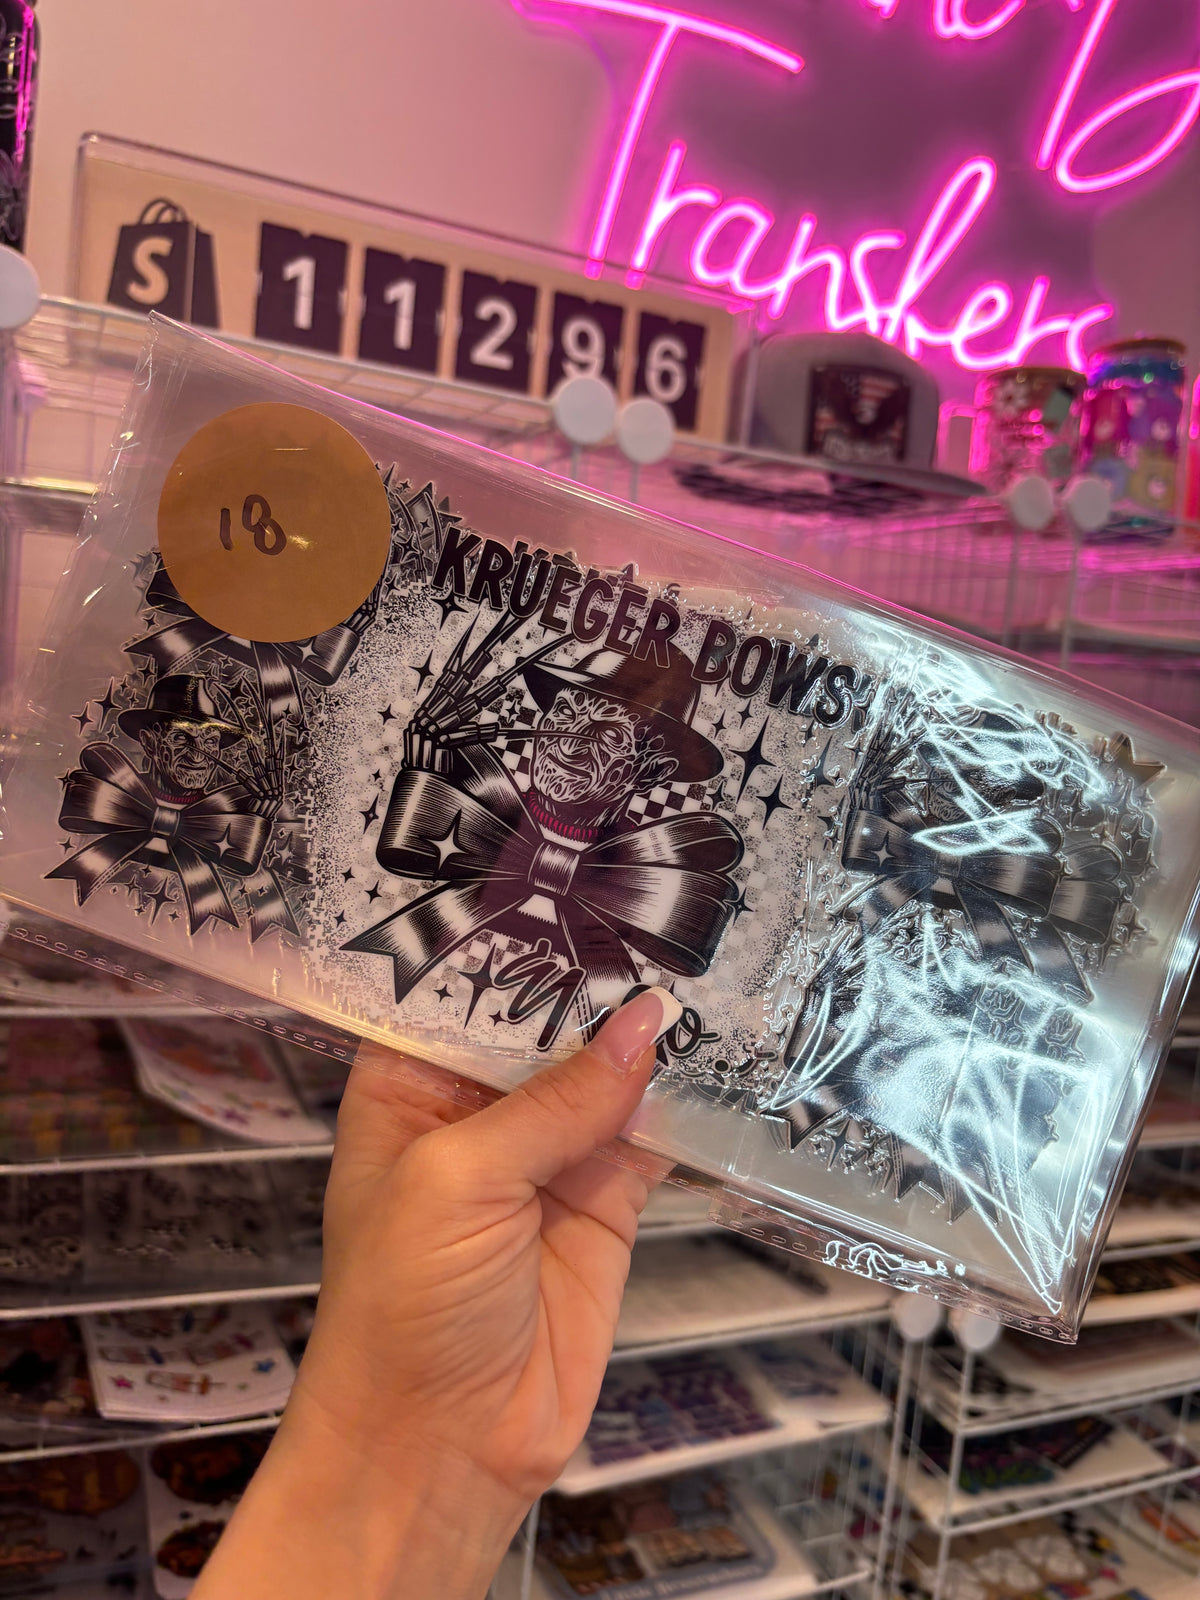 Transfers
S 11296
18
KRUEGER BOWS